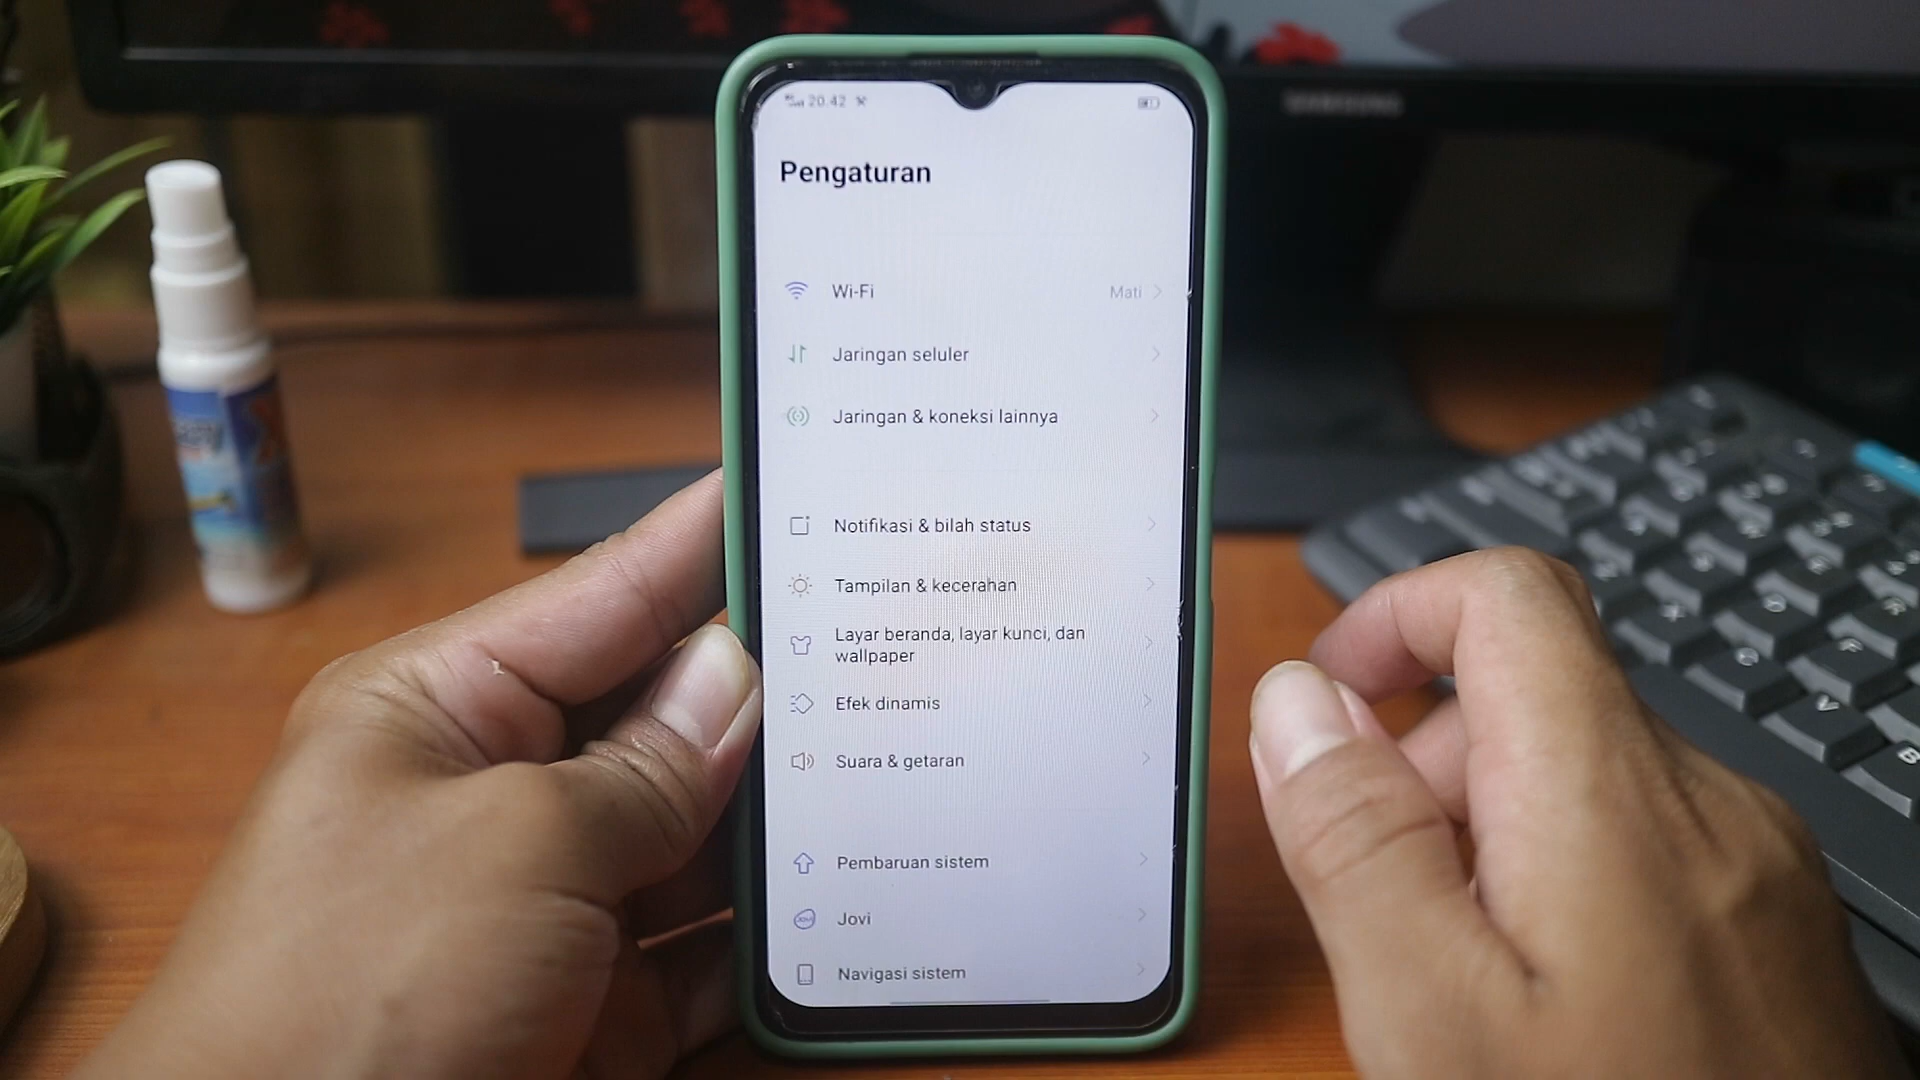 SAMSUNG
20.42
Pengaturan
Wi-Fi
Mati
Jaringan seluler
Jaringan & koneksi lainnya
Notifikasi & bilah status
Tampilan & kecerahan
Layar beranda, layar kunci, dan
wallpaper
Efek dinamis
Suara & getaran
Pembaruan sistem
Jovi
Navigasi sistem